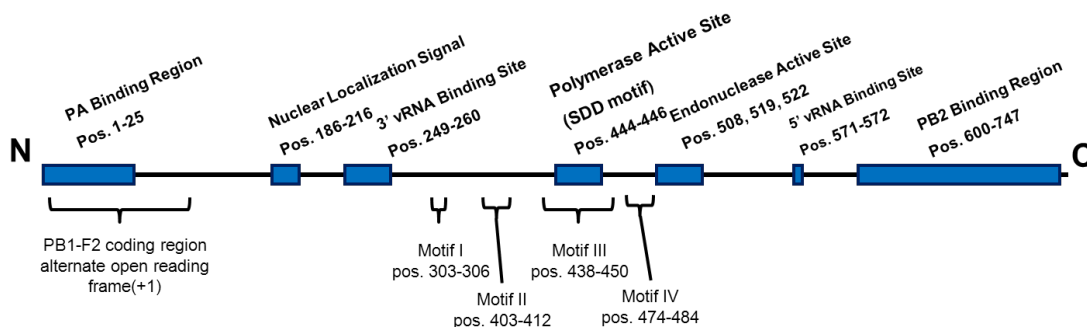 PA Binding Region
Pos. 1-25
Nuclear Localization Signal
Pos. 186-216
3’ vRNA Binding Site
Pos. 249-260
Polymerase Active Site
(SDD motif)
Pos. 444-446
Endonuclease Active Site
Pos. 508, 519, 522
5’ vRNA Binding Site
Pos. 571-572
PB2 Binding Region
Pos. 600-747
N
C
PB1-F2 coding region
alternate open reading
frame(+1)
Motif I
pos. 303-306
Motif II
pos. 403-412
Motif III
pos. 438-450
Motif IV
pos. 474-484